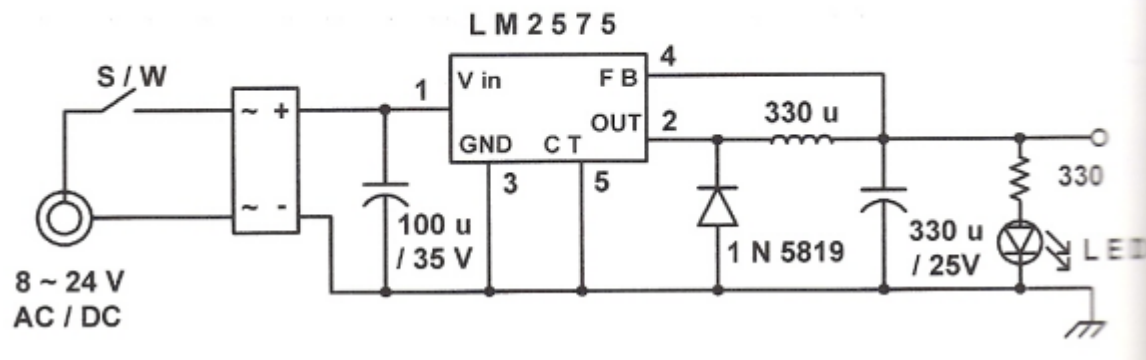 LM2575
S/W
1
V in
F B
4
~ +
OUT
2
330 u
GND
C T
3
5
~ -
330
100 u
/ 35 V
1 N 5819
330 u
/ 25V
LED
8 ~ 24 V
AC / DC